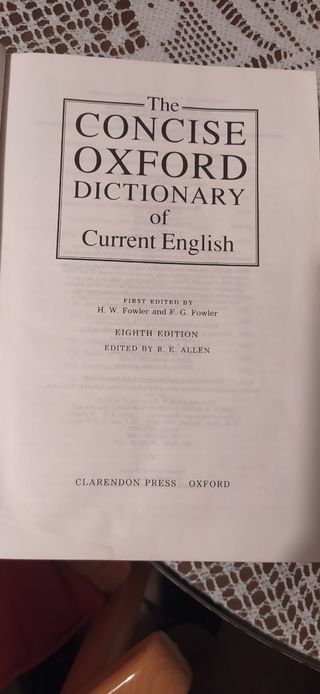 The
CONCISE
OXFORD
DICTIONARY
of
Current English
FIRST EDITED BY
H. W. Fowler and F. G. Fowler
EIGHTH EDITION
EDITED BY R. E. ALLEN
CLARENDON PRESS OXFORD